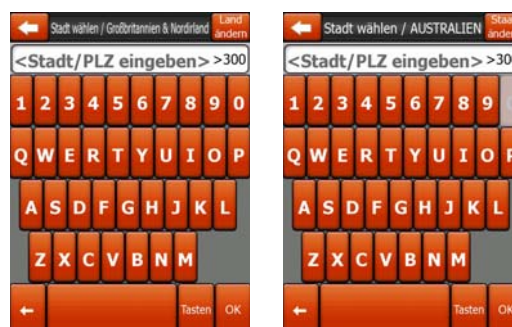 Stadt wählen / Großbritannien & Nordirland Land ändern
<Stadt/PLZ eingeben> >300
1 2 3 4 5 6 7 8 9 0
Q W E R T Y U I O P
A S D F G H J K L
Z X C V B N M
Tasten OK
Stadt wählen / AUSTRALIEN Staa änder
<Stadt/PLZ eingeben> >300
1 2 3 4 5 6 7 8 9
Q W E R T Y U I O P
A S D F G H J K L
Z X C V B N M
Tasten OK